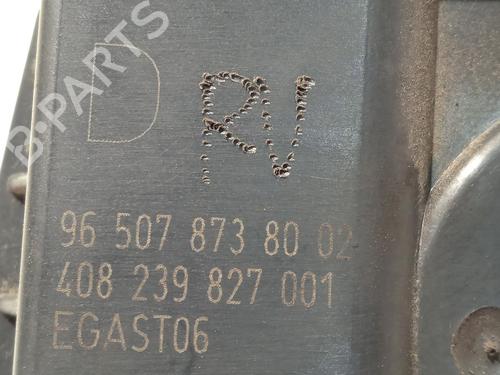 D RV
96 507 873 80 02
408 239 827 001
EGAST06
B-PARTS